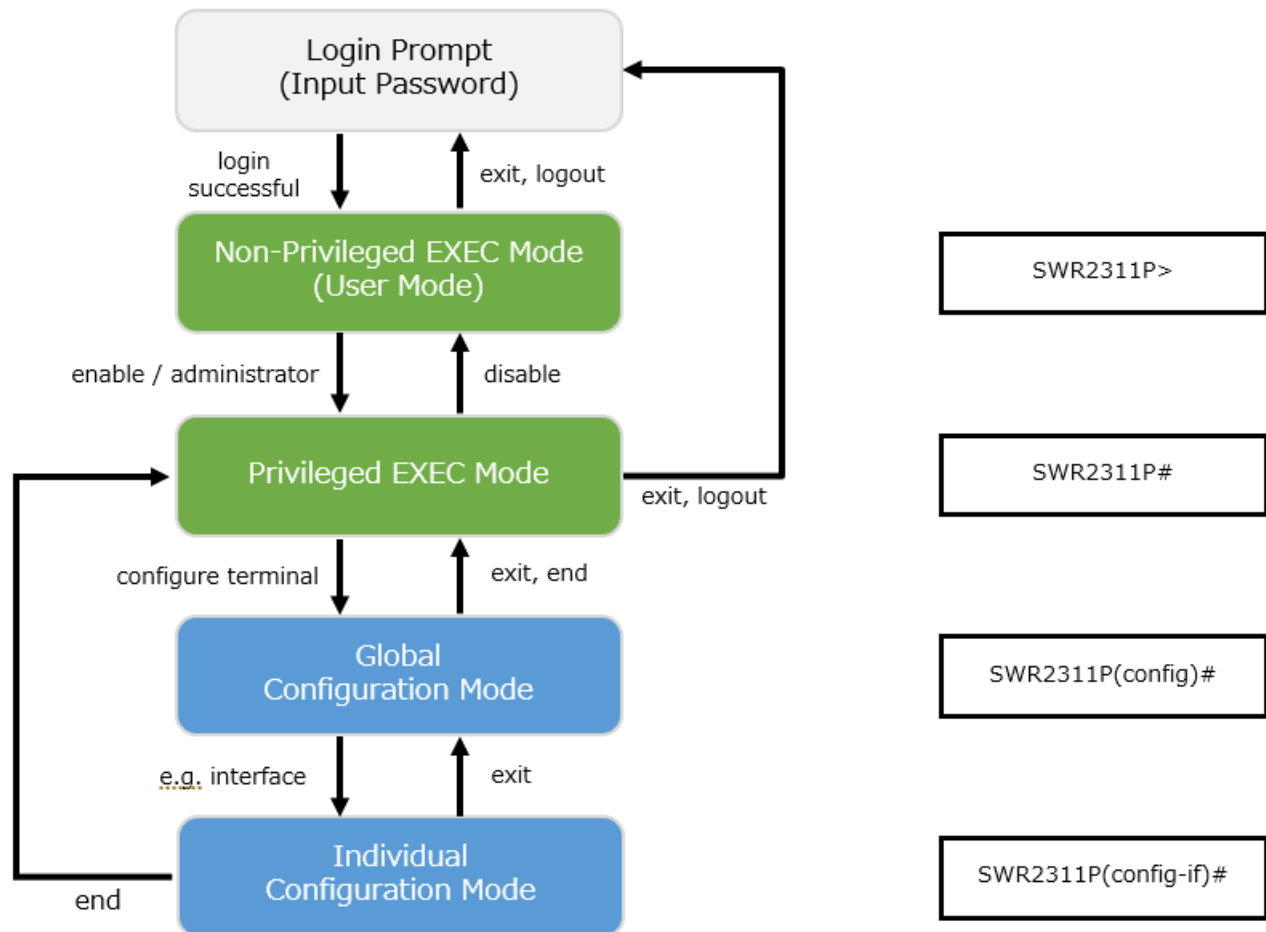 Login Prompt
(Input Password)
login
successful
exit, logout
Non-Privileged EXEC Mode
(User Mode)
SWR2311P>
enable / administrator
disable
Privileged EXEC Mode
SWR2311P#
exit, logout
configure terminal
exit, end
Global
Configuration Mode
SWR2311P(config)#
e.g. interface
exit
Individual
Configuration Mode
SWR2311P(config-if)#
end